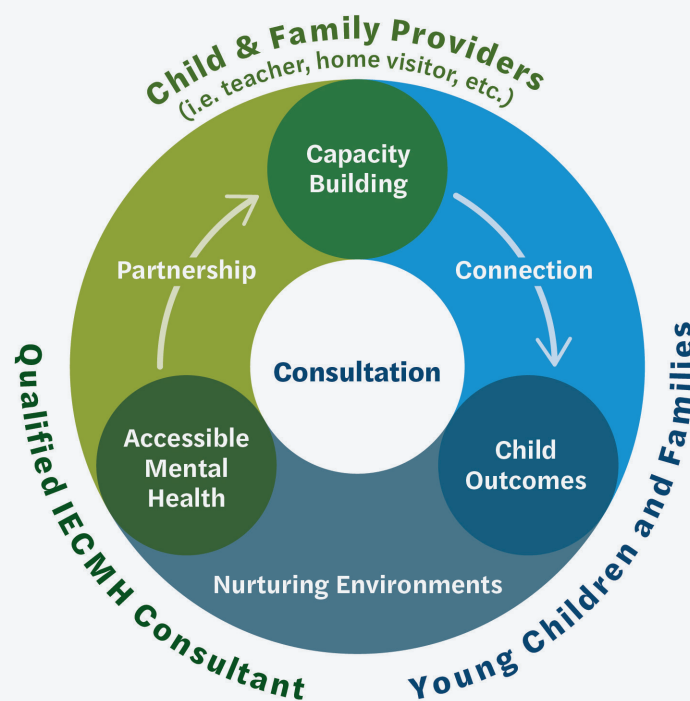 Child & Family Providers
(i.e. teacher, home visitor, etc.)
Capacity
Building
Partnership
Connection
Consultation
Accessible
Mental
Health
Child
Outcomes
Nurturing Environments
Qualified IECMH Consultant
Young Children and Families